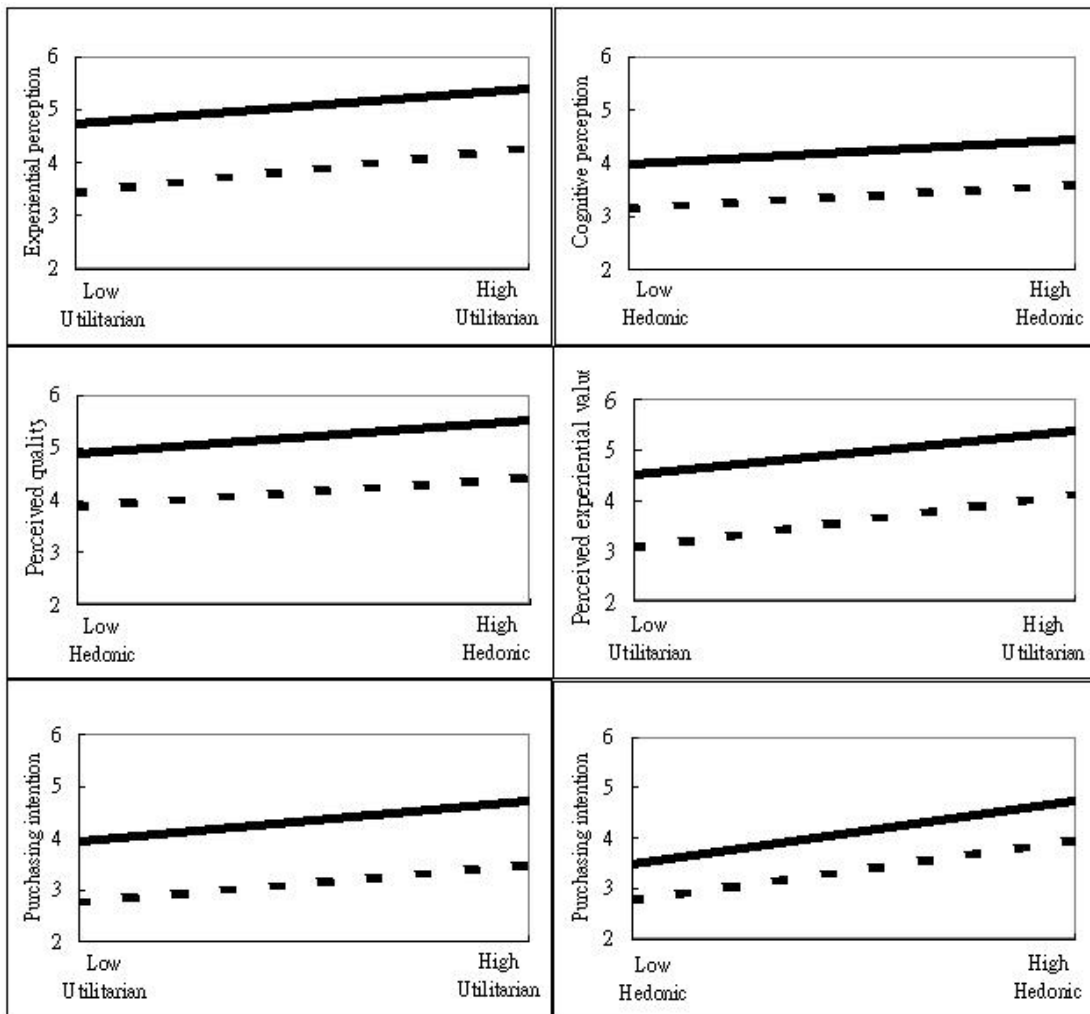 Experiential perception
6
5
4
3
2
Low
Utilitarian
High
Utilitarian
Cognitive perception
6
5
4
3
2
Low
Hedonic
High
Hedonic
Perceived quality
6
5
4
3
2
Low
Hedonic
High
Hedonic
Perceived experiential value
6
5
4
3
2
Low
Utilitarian
High
Utilitarian
Purchasing intention
6
5
4
3
2
Low
Utilitarian
High
Utilitarian
Purchasing intention
6
5
4
3
2
Low
Hedonic
High
Hedonic